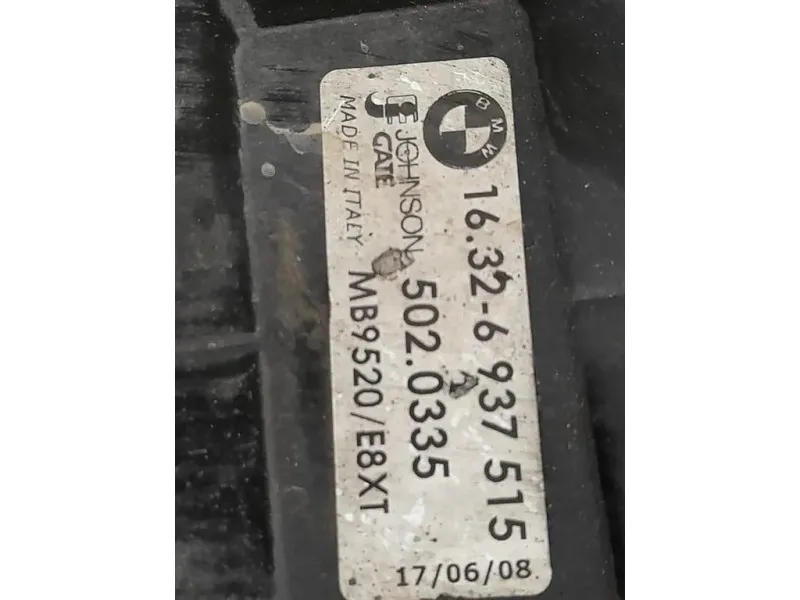 BMW
16.32-6 937 515
JOHNSON 502.0335
GATE
MADE IN ITALY MB9520/E8XT
17/06/08